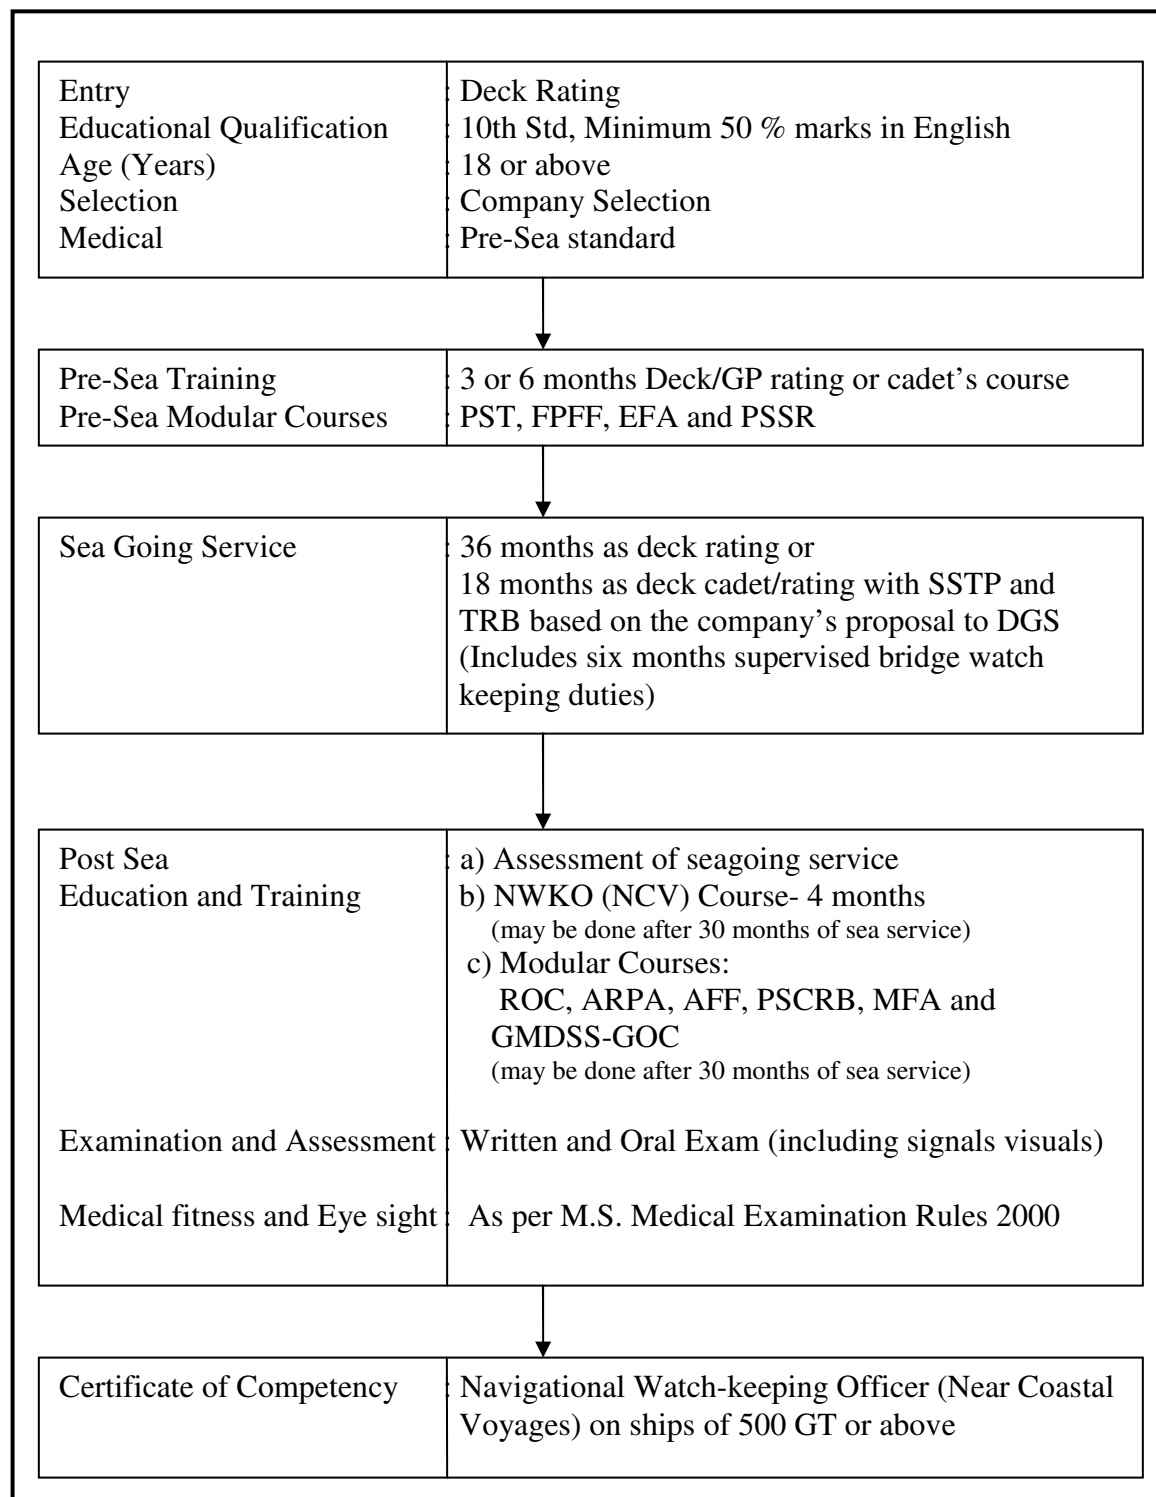 Entry : Deck Rating
Educational Qualification : 10th Std, Minimum 50 % marks in English
Age (Years) : 18 or above
Selection : Company Selection
Medical : Pre-Sea standard
Pre-Sea Training : 3 or 6 months Deck/GP rating or cadet's course
Pre-Sea Modular Courses : PST, FPFF, EFA and PSSR
Sea Going Service : 36 months as deck rating or
18 months as deck cadet/rating with SSTP and
TRB based on the company's proposal to DGS
(Includes six months supervised bridge watch
keeping duties)
Post Sea : a) Assessment of seagoing service
Education and Training b) NWKO (NCV) Course- 4 months
(may be done after 30 months of sea service)
c) Modular Courses:
ROC, ARPA, AFF, PSCRB, MFA and
GMDSS-GOC
(may be done after 30 months of sea service)
Examination and Assessment : Written and Oral Exam (including signals visuals)
Medical fitness and Eye sight : As per M.S. Medical Examination Rules 2000
Certificate of Competency : Navigational Watch-keeping Officer (Near Coastal
Voyages) on ships of 500 GT or above